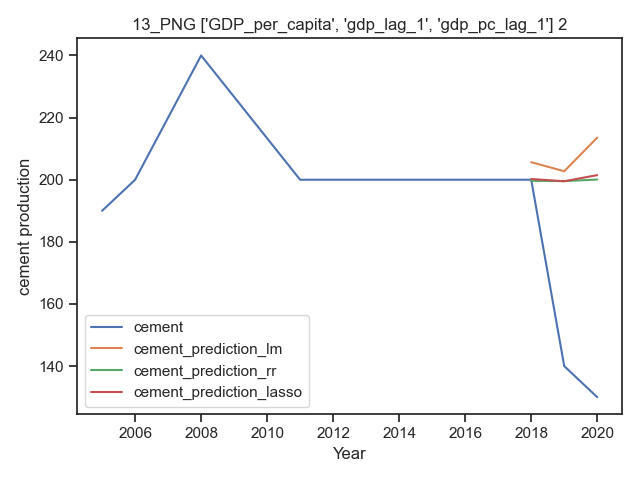 13_PNG ['GDP_per_capita', 'gdp_lag_1', 'gdp_pc_lag_1'] 2
240
220
200
180
160
140
cement production
cement
cement_prediction_lm
cement_prediction_rr
cement_prediction_lasso
2006 2008 2010 2012 2014 2016 2018 2020
Year